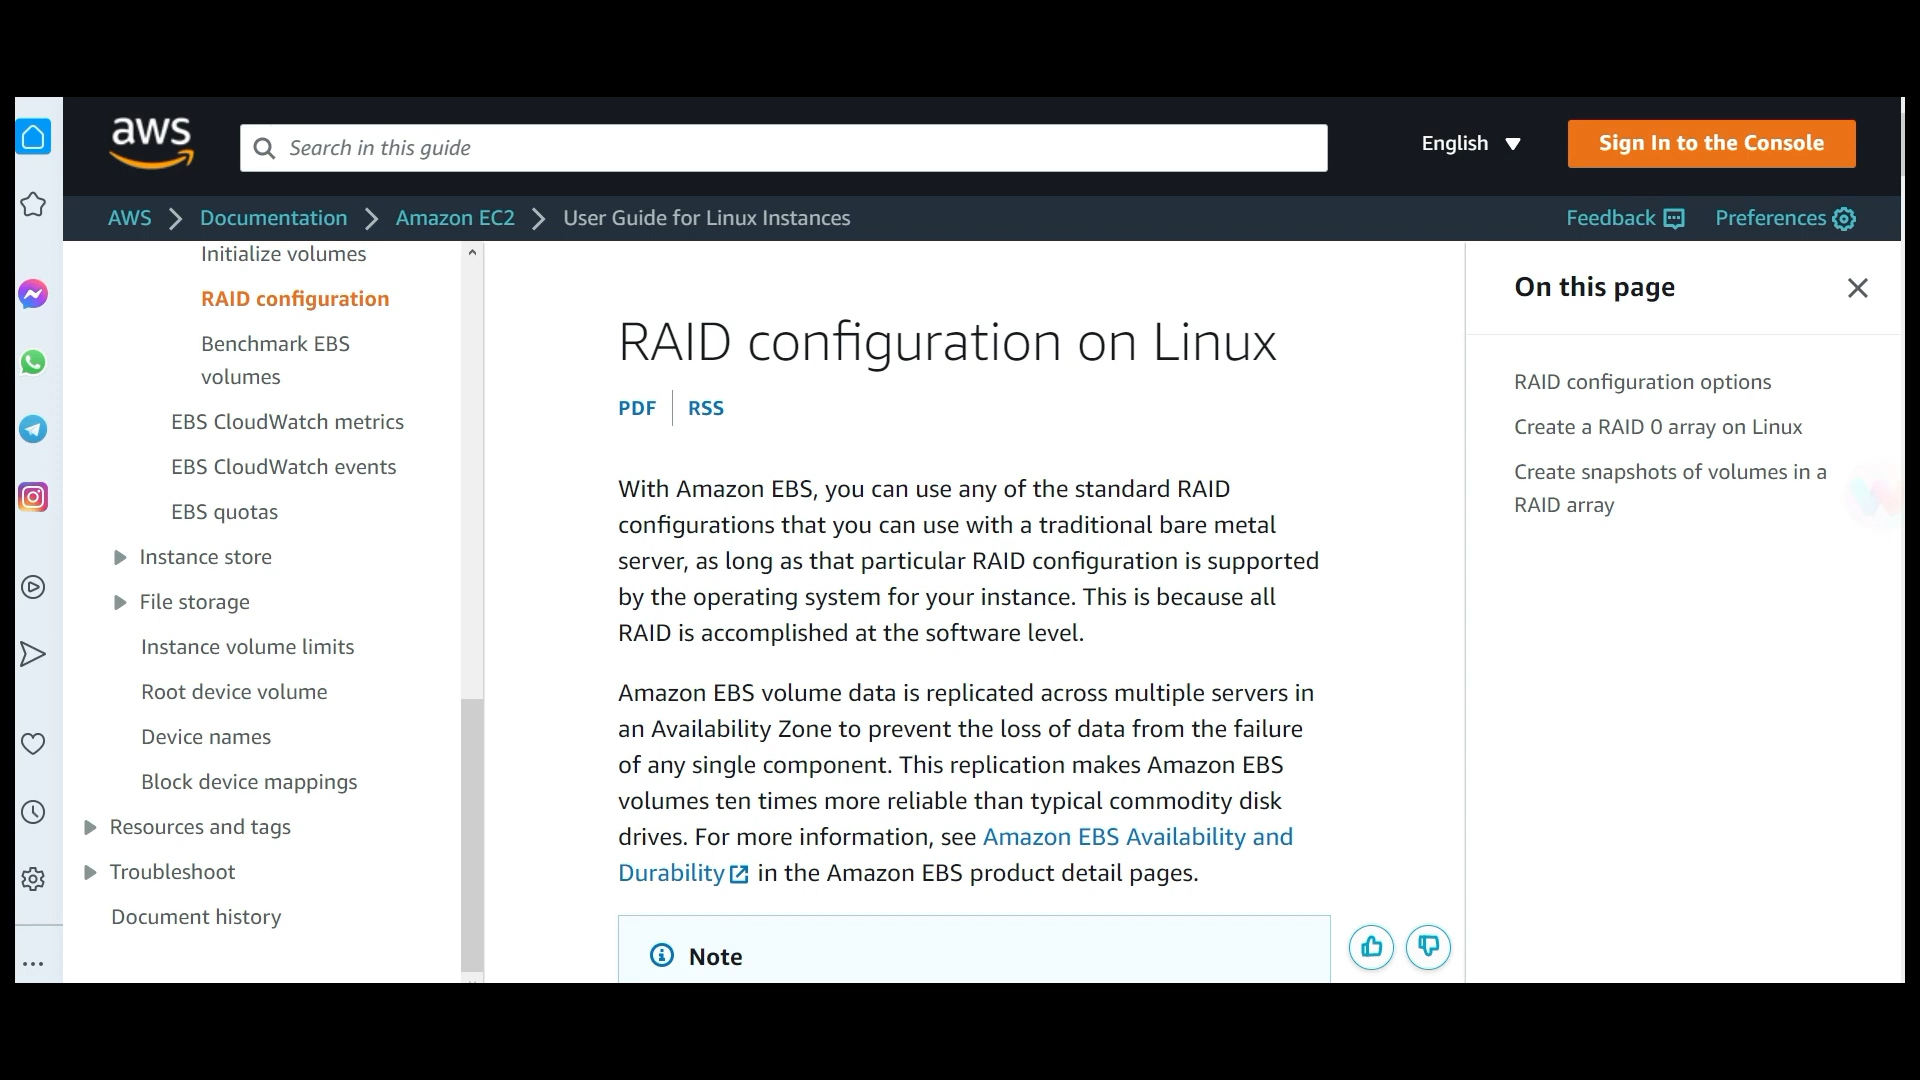 aws
Search in this guide
English
Sign In to the Console
AWS
Documentation
Amazon EC2
User Guide for Linux Instances
Feedback
Preferences
Initialize volumes
RAID configuration
Benchmark EBS
volumes
EBS CloudWatch metrics
EBS CloudWatch events
EBS quotas
Instance store
File storage
Instance volume limits
Root device volume
Device names
Block device mappings
Resources and tags
Troubleshoot
Document history
RAID configuration on Linux
PDF
RSS
With Amazon EBS, you can use any of the standard RAID
configurations that you can use with a traditional bare metal
server, as long as that particular RAID configuration is supported
by the operating system for your instance. This is because all
RAID is accomplished at the software level.
Amazon EBS volume data is replicated across multiple servers in
an Availability Zone to prevent the loss of data from the failure
of any single component. This replication makes Amazon EBS
volumes ten times more reliable than typical commodity disk
drives. For more information, see Amazon EBS Availability and
Durability in the Amazon EBS product detail pages.
Note
On this page
RAID configuration options
Create a RAID 0 array on Linux
Create snapshots of volumes in a
RAID array